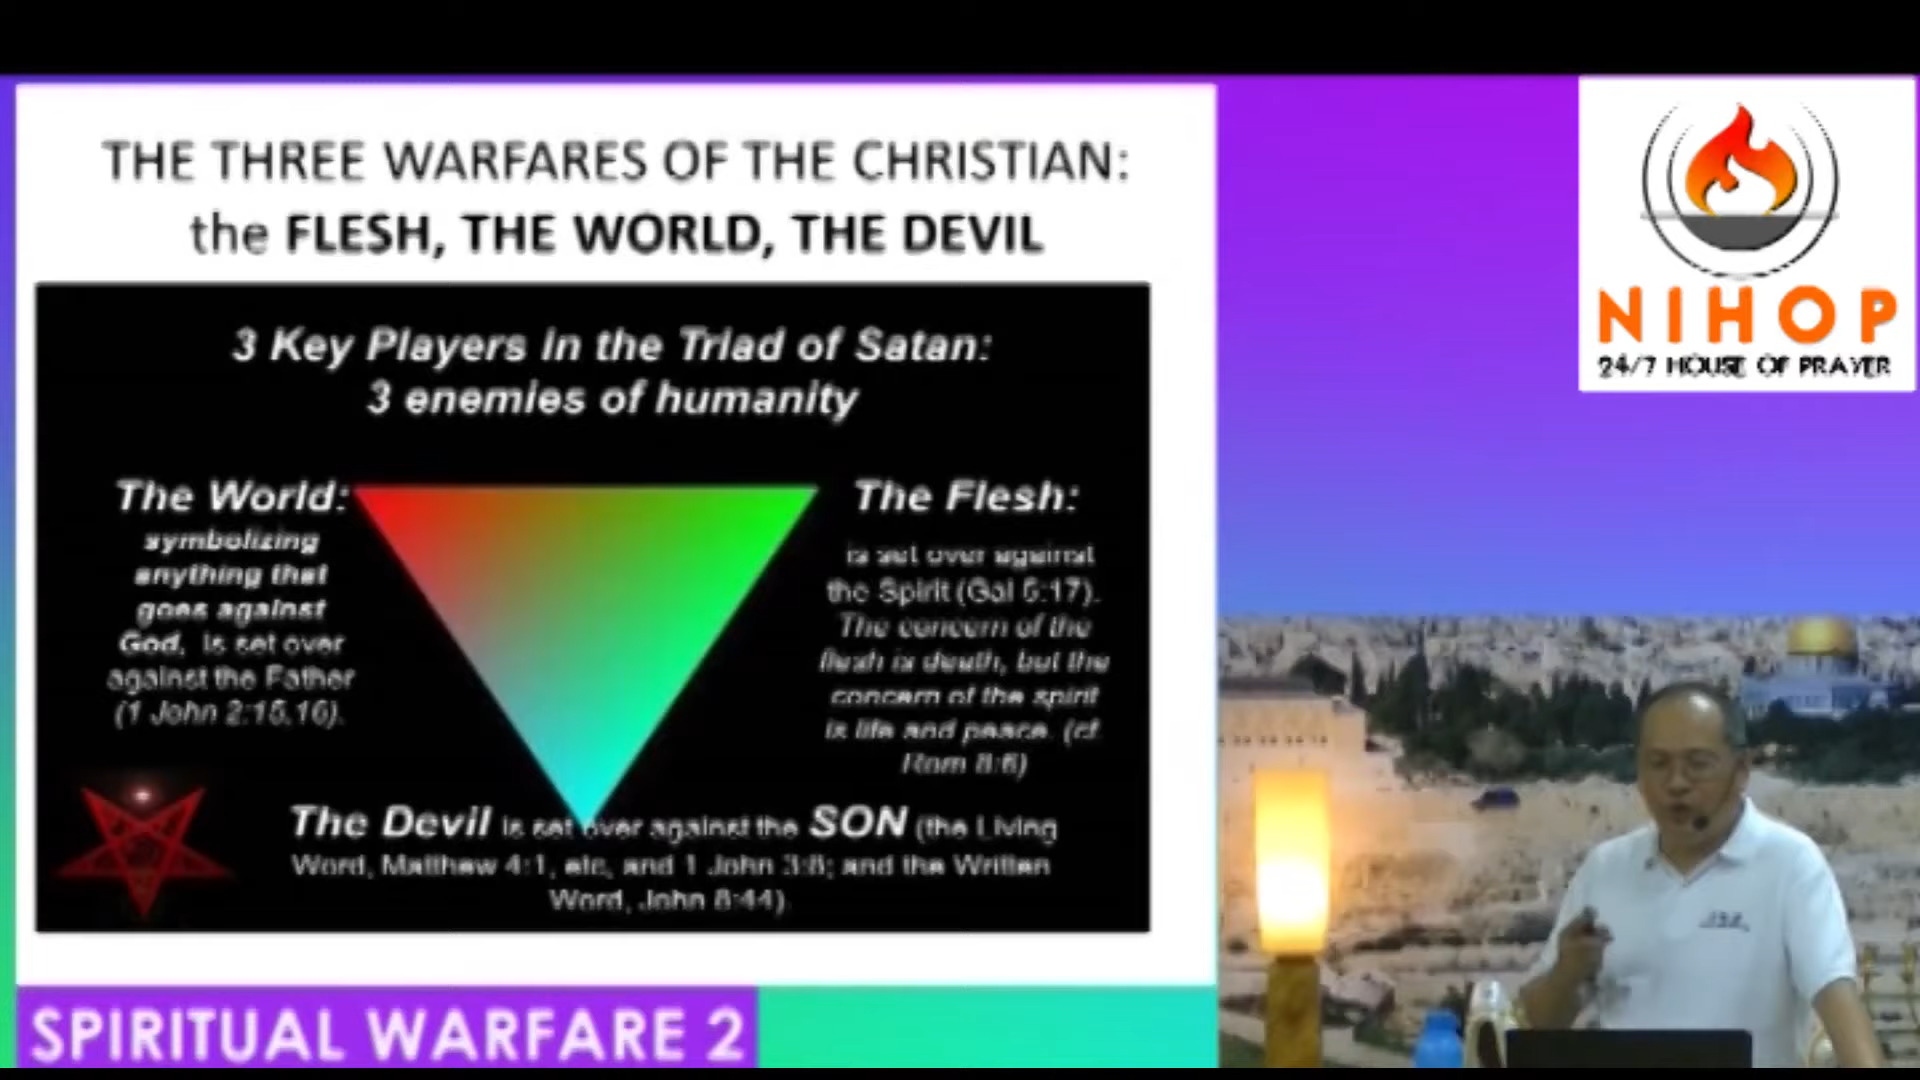 THE THREE WARFARES OF THE CHRISTIAN:
the FLESH, THE WORLD, THE DEVIL
3 Key Players in the Triad of Satan:
3 enemies of humanity
The World:
symbolizing
anything that
goes against
God, is set over
against the Father
(1 John 2:15,16).
The Flesh:
is set over against
the Spirit (Gal 5:17).
The concern of the
flesh is death, but the
concern of the spirit
is life and peace. (cf.
Rom 8:6)
The Devil is set over against the SON (the Living
Word, Matthew 4:1, etc, and 1 John 3:8; and the Written
Word, John 8:44)
SPIRITUAL WARFARE 2
NIHOP
24/7 HOUSE OF PRAYER